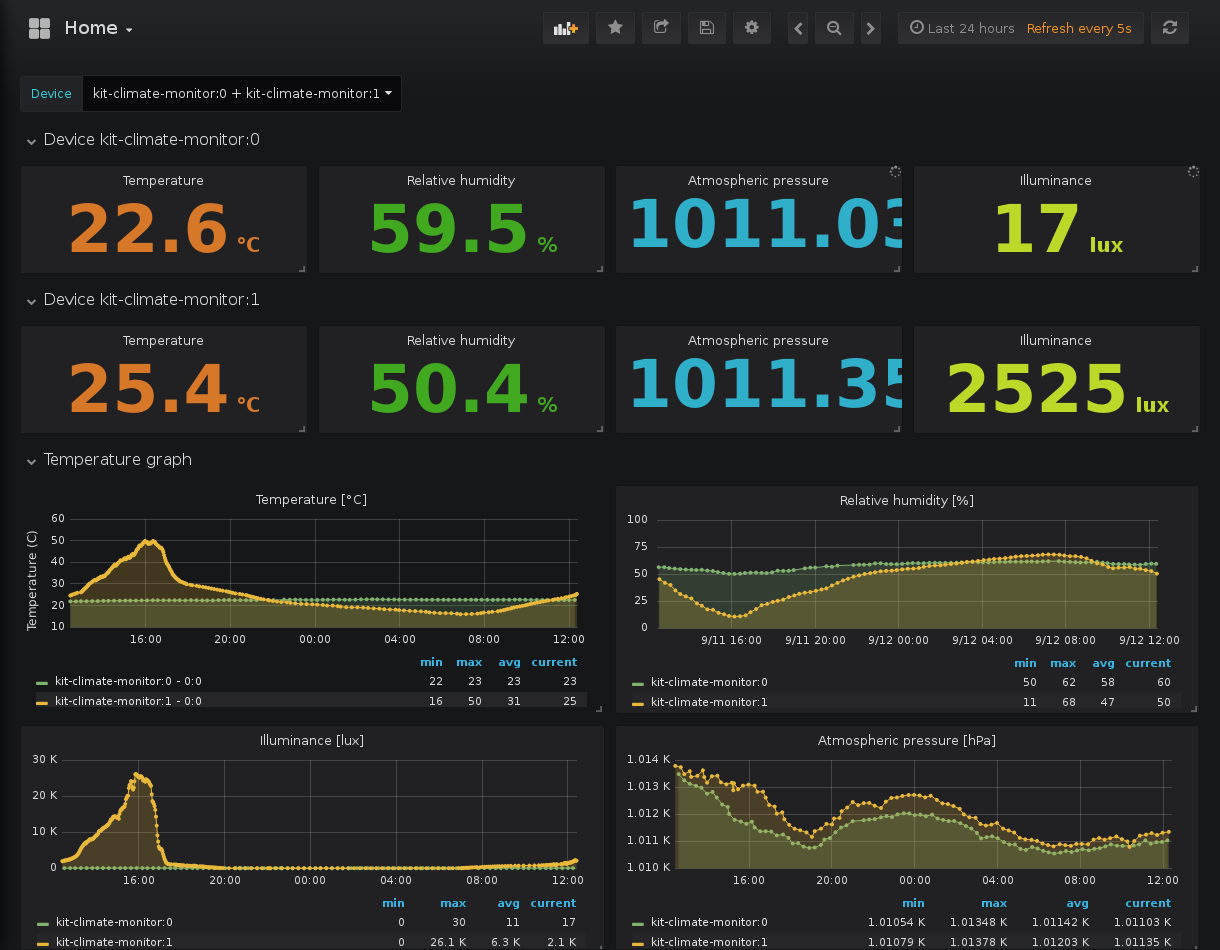 Home
Last 24 hours Refresh every 5s
Device kit-climate-monitor:0 + kit-climate-monitor:1
Device kit-climate-monitor:0
Temperature Relative humidity Atmospheric pressure Illuminance
22.6 °C 59.5 % 1011.03 17 lux
Device kit-climate-monitor:1
Temperature Relative humidity Atmospheric pressure Illuminance
25.4 °C 50.4 % 1011.35 2525 lux
Temperature graph
Temperature [°C]
Temperature (C)
60
50
40
30
20
10
16:00 20:00 00:00 04:00 08:00 12:00
min max avg current
kit-climate-monitor:0 - 0:0 22 23 23 23
kit-climate-monitor:1 - 0:0 16 50 31 25
Relative humidity [%]
100
75
50
25
0
9/11 16:00 9/11 20:00 9/12 00:00 9/12 04:00 9/12 08:00 9/12 12:00
min max avg current
kit-climate-monitor:0 50 62 58 60
kit-climate-monitor:1 11 68 47 50
Illuminance [lux]
30 K
20 K
10 K
0
16:00 20:00 00:00 04:00 08:00 12:00
min max avg current
kit-climate-monitor:0 0 30 11 17
kit-climate-monitor:1 0 26.1 K 6.3 K 2.1 K
Atmospheric pressure [hPa]
1.014 K
1.013 K
1.012 K
1.011 K
1.010 K
16:00 20:00 00:00 04:00 08:00 12:00
min max avg current
kit-climate-monitor:0 1.01054 K 1.01348 K 1.01142 K 1.01103 K
kit-climate-monitor:1 1.01079 K 1.01378 K 1.01203 K 1.01135 K